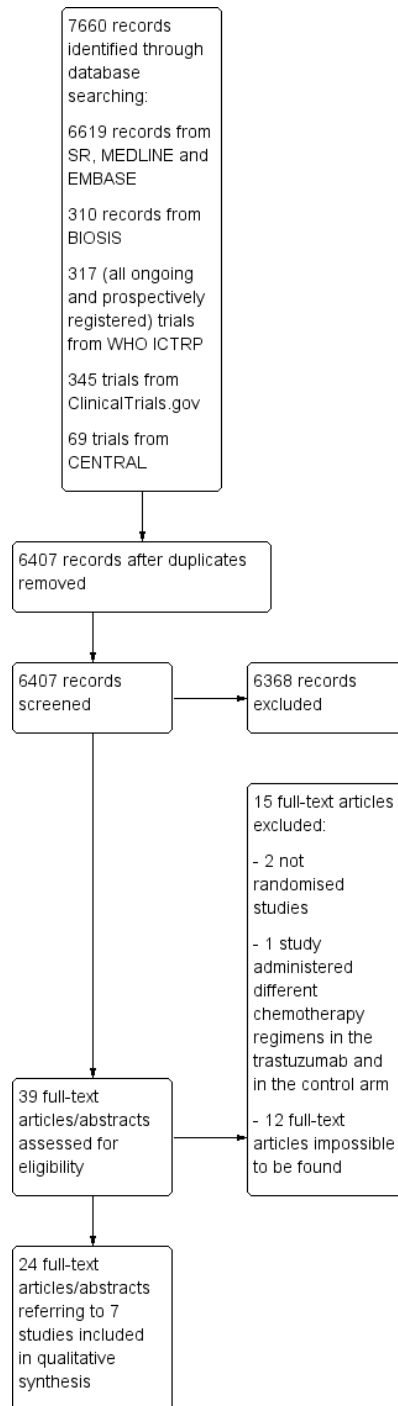 7660 records
identified through
database
searching:
6619 records from
SR, MEDLINE and
EMBASE
310 records from
BIOSIS
317 (all ongoing
and prospectively
registered) trials
from WHO ICTRP
345 trials from
ClinicalTrials.gov
69 trials from
CENTRAL
6407 records after duplicates
removed
6407 records
screened
6368 records
excluded
15 full-text articles
excluded:
- 2 not
randomised
studies
- 1 study
administered
different
chemotherapy
regimens in the
trastuzumab and
in the control arm
- 12 full-text
articles impossible
to be found
39 full-text
articles/abstracts
assessed for
eligibility
24 full-text
articles/abstracts
referring to 7
studies included
in qualitative
synthesis